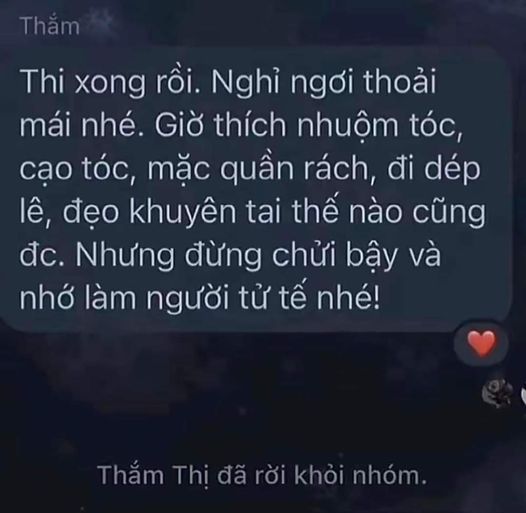 Thắm
Thi xong rồi. Nghỉ ngơi thoải
mái nhé. Giờ thích nhuộm tóc,
cạo tóc, mặc quần rách, đi dép
lê, đẹo khuyên tai thế nào cũng
đc. Nhưng đừng chửi bậy và
nhớ làm người tử tế nhé!
Thắm Thị đã rời khỏi nhóm.